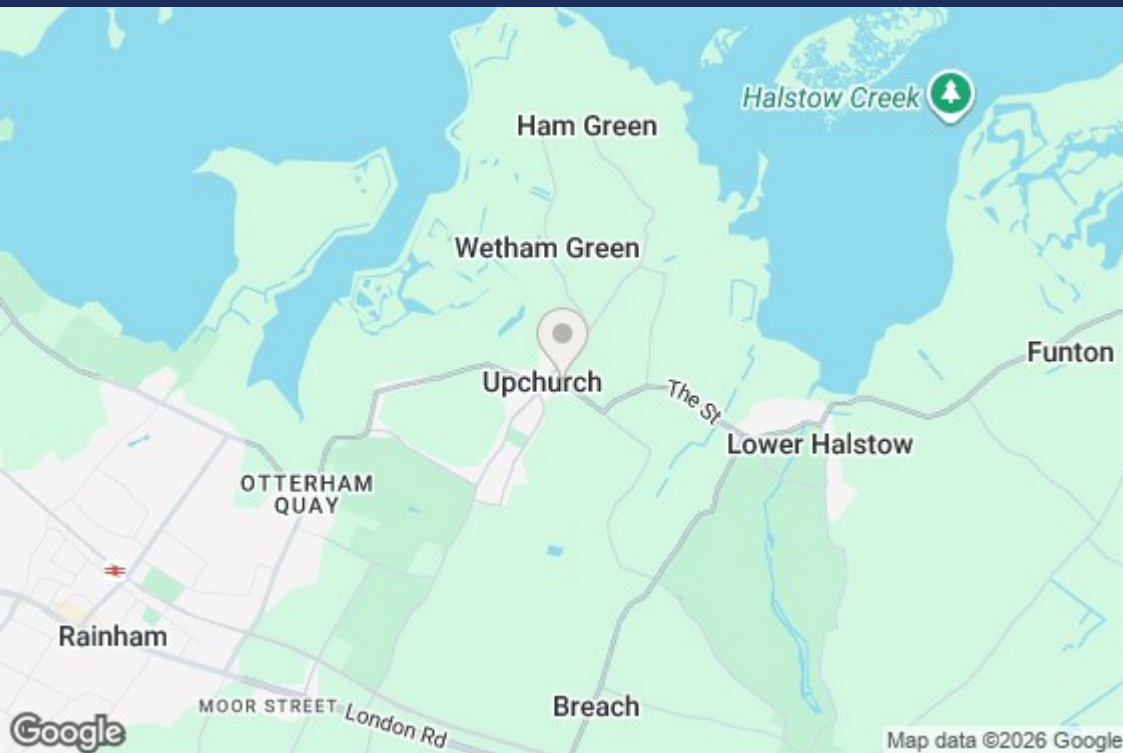 Halstow Creek
Ham Green
Wetham Green
Funton
Upchurch
The St
Lower Halstow
OTTERHAM
QUAY
Rainham
MOOR STREET
London Rd
Breach
Google
Map data ©2026 Google